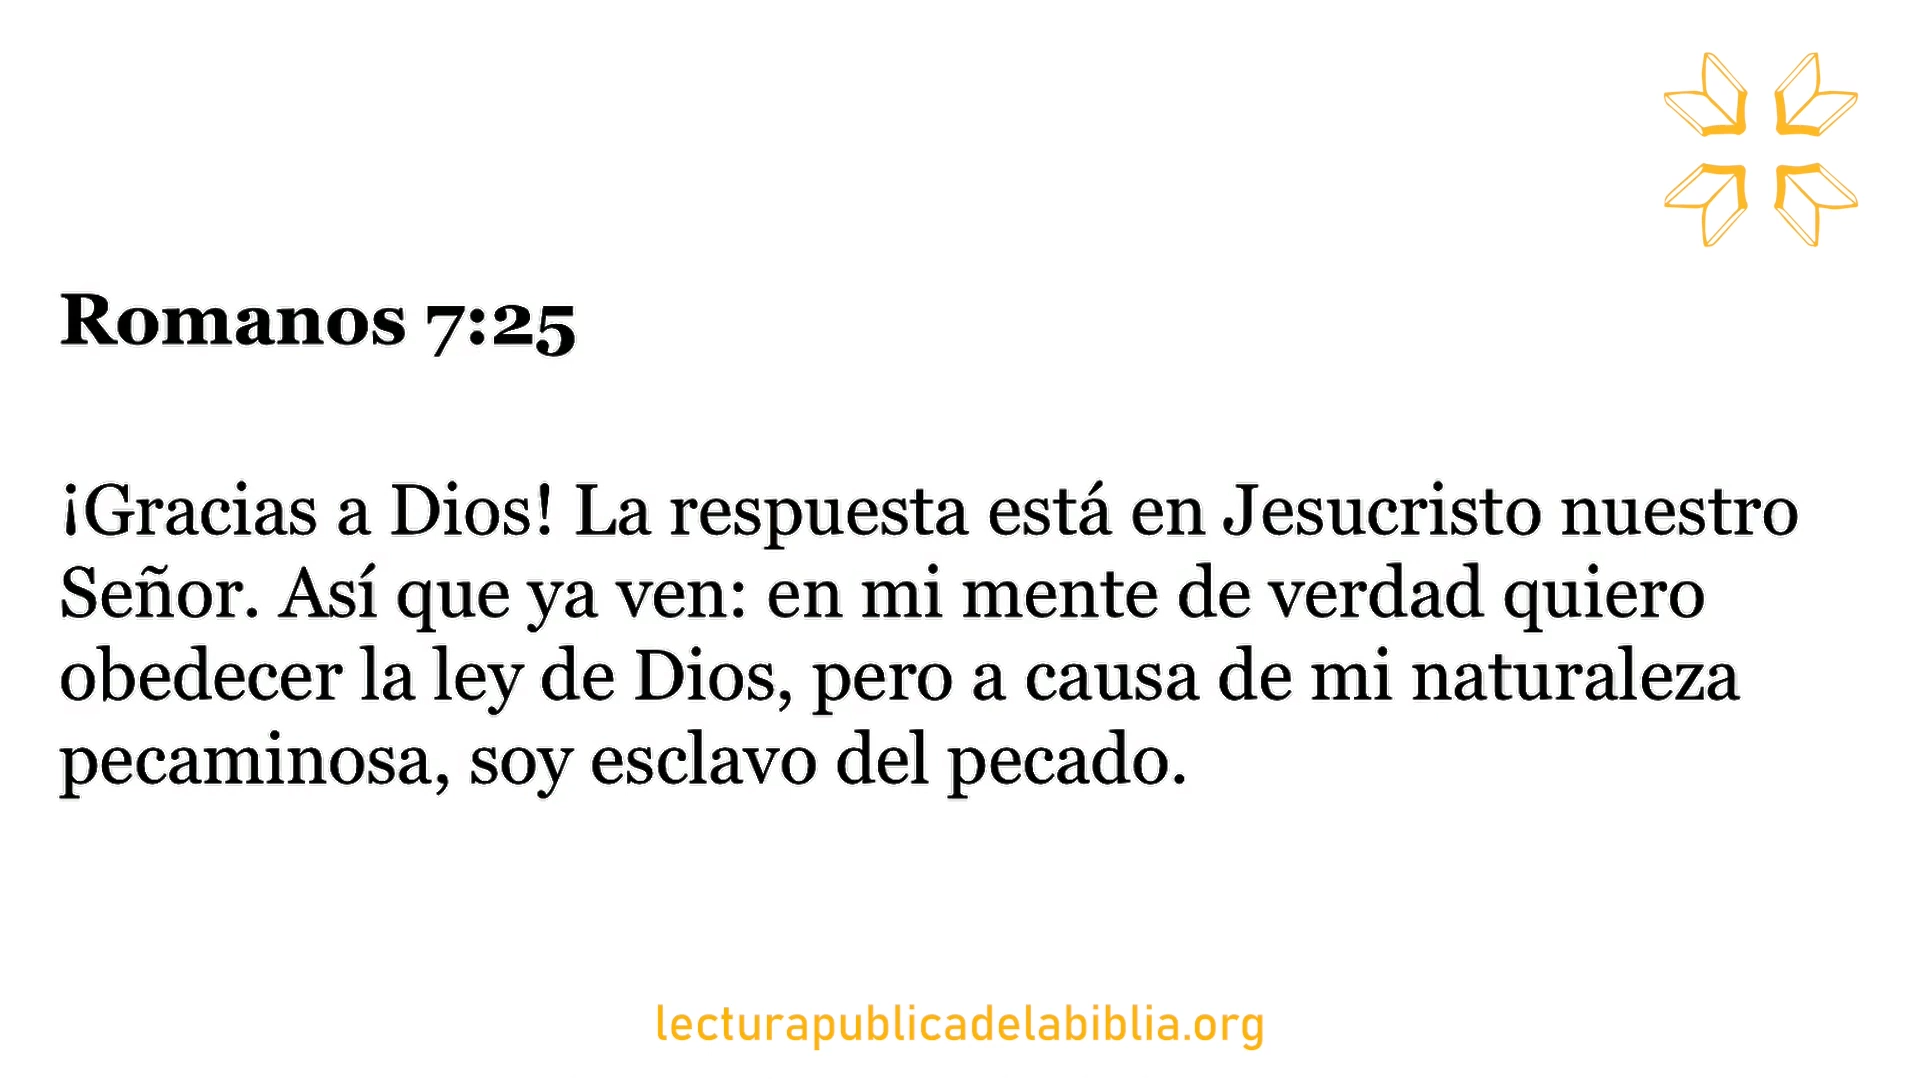 Romanos 7:25
¡Gracias a Dios! La respuesta está en Jesucristo nuestro
Señor. Así que ya ven: en mi mente de verdad quiero
obedecer la ley de Dios, pero a causa de mi naturaleza
pecaminosa, soy esclavo del pecado.
lecturapublicadelabiblia.org